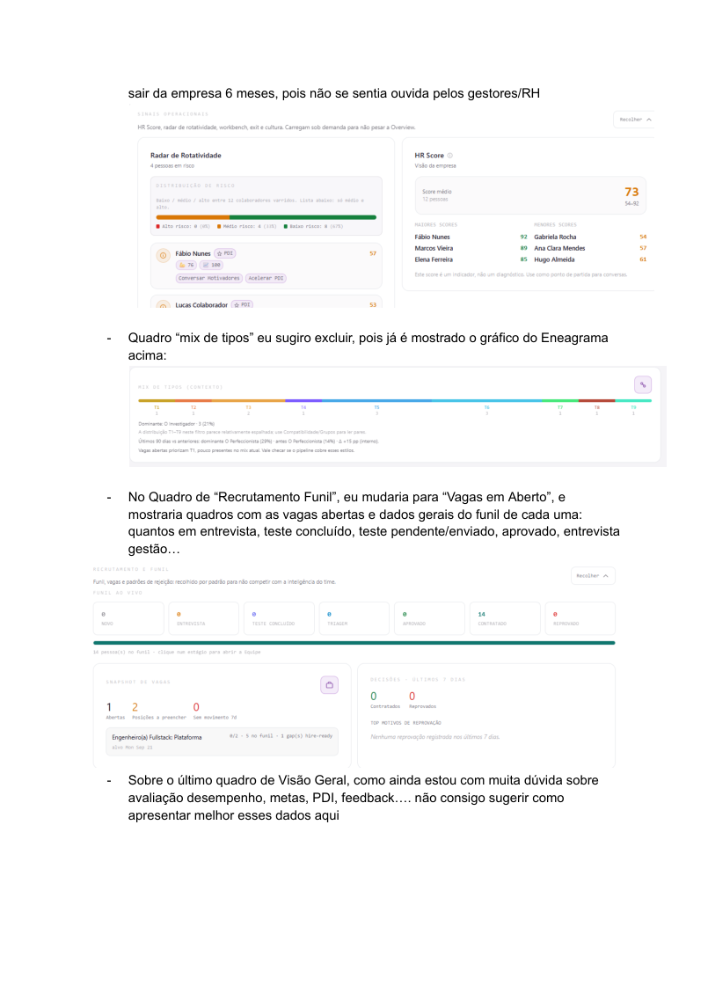 sair da empresa 6 meses, pois não se sentia ouvida pelos gestores/RH
SINAIS OPERACIONAIS
HR Score, radar de rotatividade, workbench, exit e cultura. Carregam sob demanda para não pesar a Overview.
Recolher
Radar de Rotatividade
4 pessoas em risco
DISTRIBUIÇÃO DE RISCO
Baixo / médio / alto entre 12 colaboradores varridos. Lista abaixo: só médio e
alto.
Alto risco: 0 (0%) Médio risco: 4 (33%) Baixo risco: 8 (67%)
Fábio Nunes PDI 57
76 100
Conversar Motivadores Acelerar PDI
Lucas Colaborador PDI 53
HR Score
Visão da empresa
Score médio 73
12 pessoas 54–92
MAIORES SCORES MENORES SCORES
Fábio Nunes 92 Gabriela Rocha 54
Marcos Vieira 89 Ana Clara Mendes 57
Elena Ferreira 85 Hugo Almeida 61
Este score é um indicador, não um diagnóstico. Use como ponto de partida para conversas.
- Quadro “mix de tipos” eu sugiro excluir, pois já é mostrado o gráfico do Eneagrama
acima:
MIX DE TIPOS (CONTEXTO)
T1 T2 T3 T4 T5 T6 T7 T8 T9
Dominante: O Investigador · 3 (21%)
A distribuição T1–T9 neste filtro parece relativamente espalhada: use Compatibilidade/Grupos para ler pares.
Últimos 90 dias vs anteriores: dominante O Perfeccionista (29%) · antes O Perfeccionista (14%) · Δ +15 pp (interno).
Vagas abertas priorizam T1; pouco presentes no mix atual. Vale checar se o pipeline cobre esses estilos.
- No Quadro de “Recrutamento Funil”, eu mudaria para “Vagas em Aberto”, e
mostraria quadros com as vagas abertas e dados gerais do funil de cada uma:
quantos em entrevista, teste concluído, teste pendente/enviado, aprovado, entrevista
gestão…
RECRUTAMENTO E FUNIL
Funil, vagas e padrões de rejeição: recolhido por padrão para não competir com a inteligência do time.
Recolher
FUNIL AO VIVO
0 0 0 0 0 14 0
NOVO ENTREVISTA TESTE CONCLUÍDO TRIAGEM APROVADO CONTRATADO REPROVADO
14 pessoa(s) no funil · clique num estágio para abrir a Equipe
SNAPSHOT DE VAGAS
1 2 0
Abertas Posições a preencher Sem movimento 7d
Engenheiro(a) Fullstack: Plataforma 0/2 · 5 no funil · 1 gap(s) hire-ready
alvo Mon Sep 21
DECISÕES · ÚLTIMOS 7 DIAS
0 0
Contratados Reprovados
TOP MOTIVOS DE REPROVAÇÃO
Nenhuma reprovação registrada nos últimos 7 dias.
- Sobre o último quadro de Visão Geral, como ainda estou com muita dúvida sobre
avaliação desempenho, metas, PDI, feedback…. não consigo sugerir como
apresentar melhor esses dados aqui